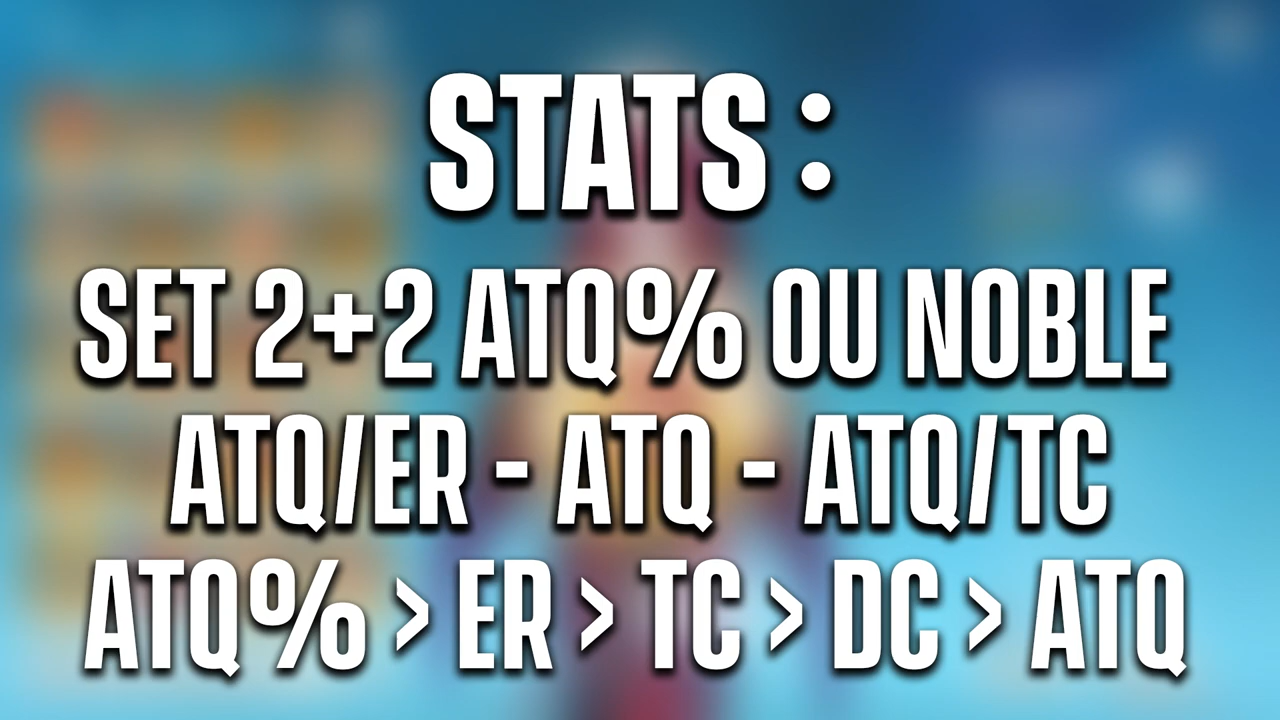 STATS :
SET 2+2 ATQ% OU NOBLE
ATQ/ER - ATQ - ATQ/TC
ATQ% > ER > TC > DC > ATQ